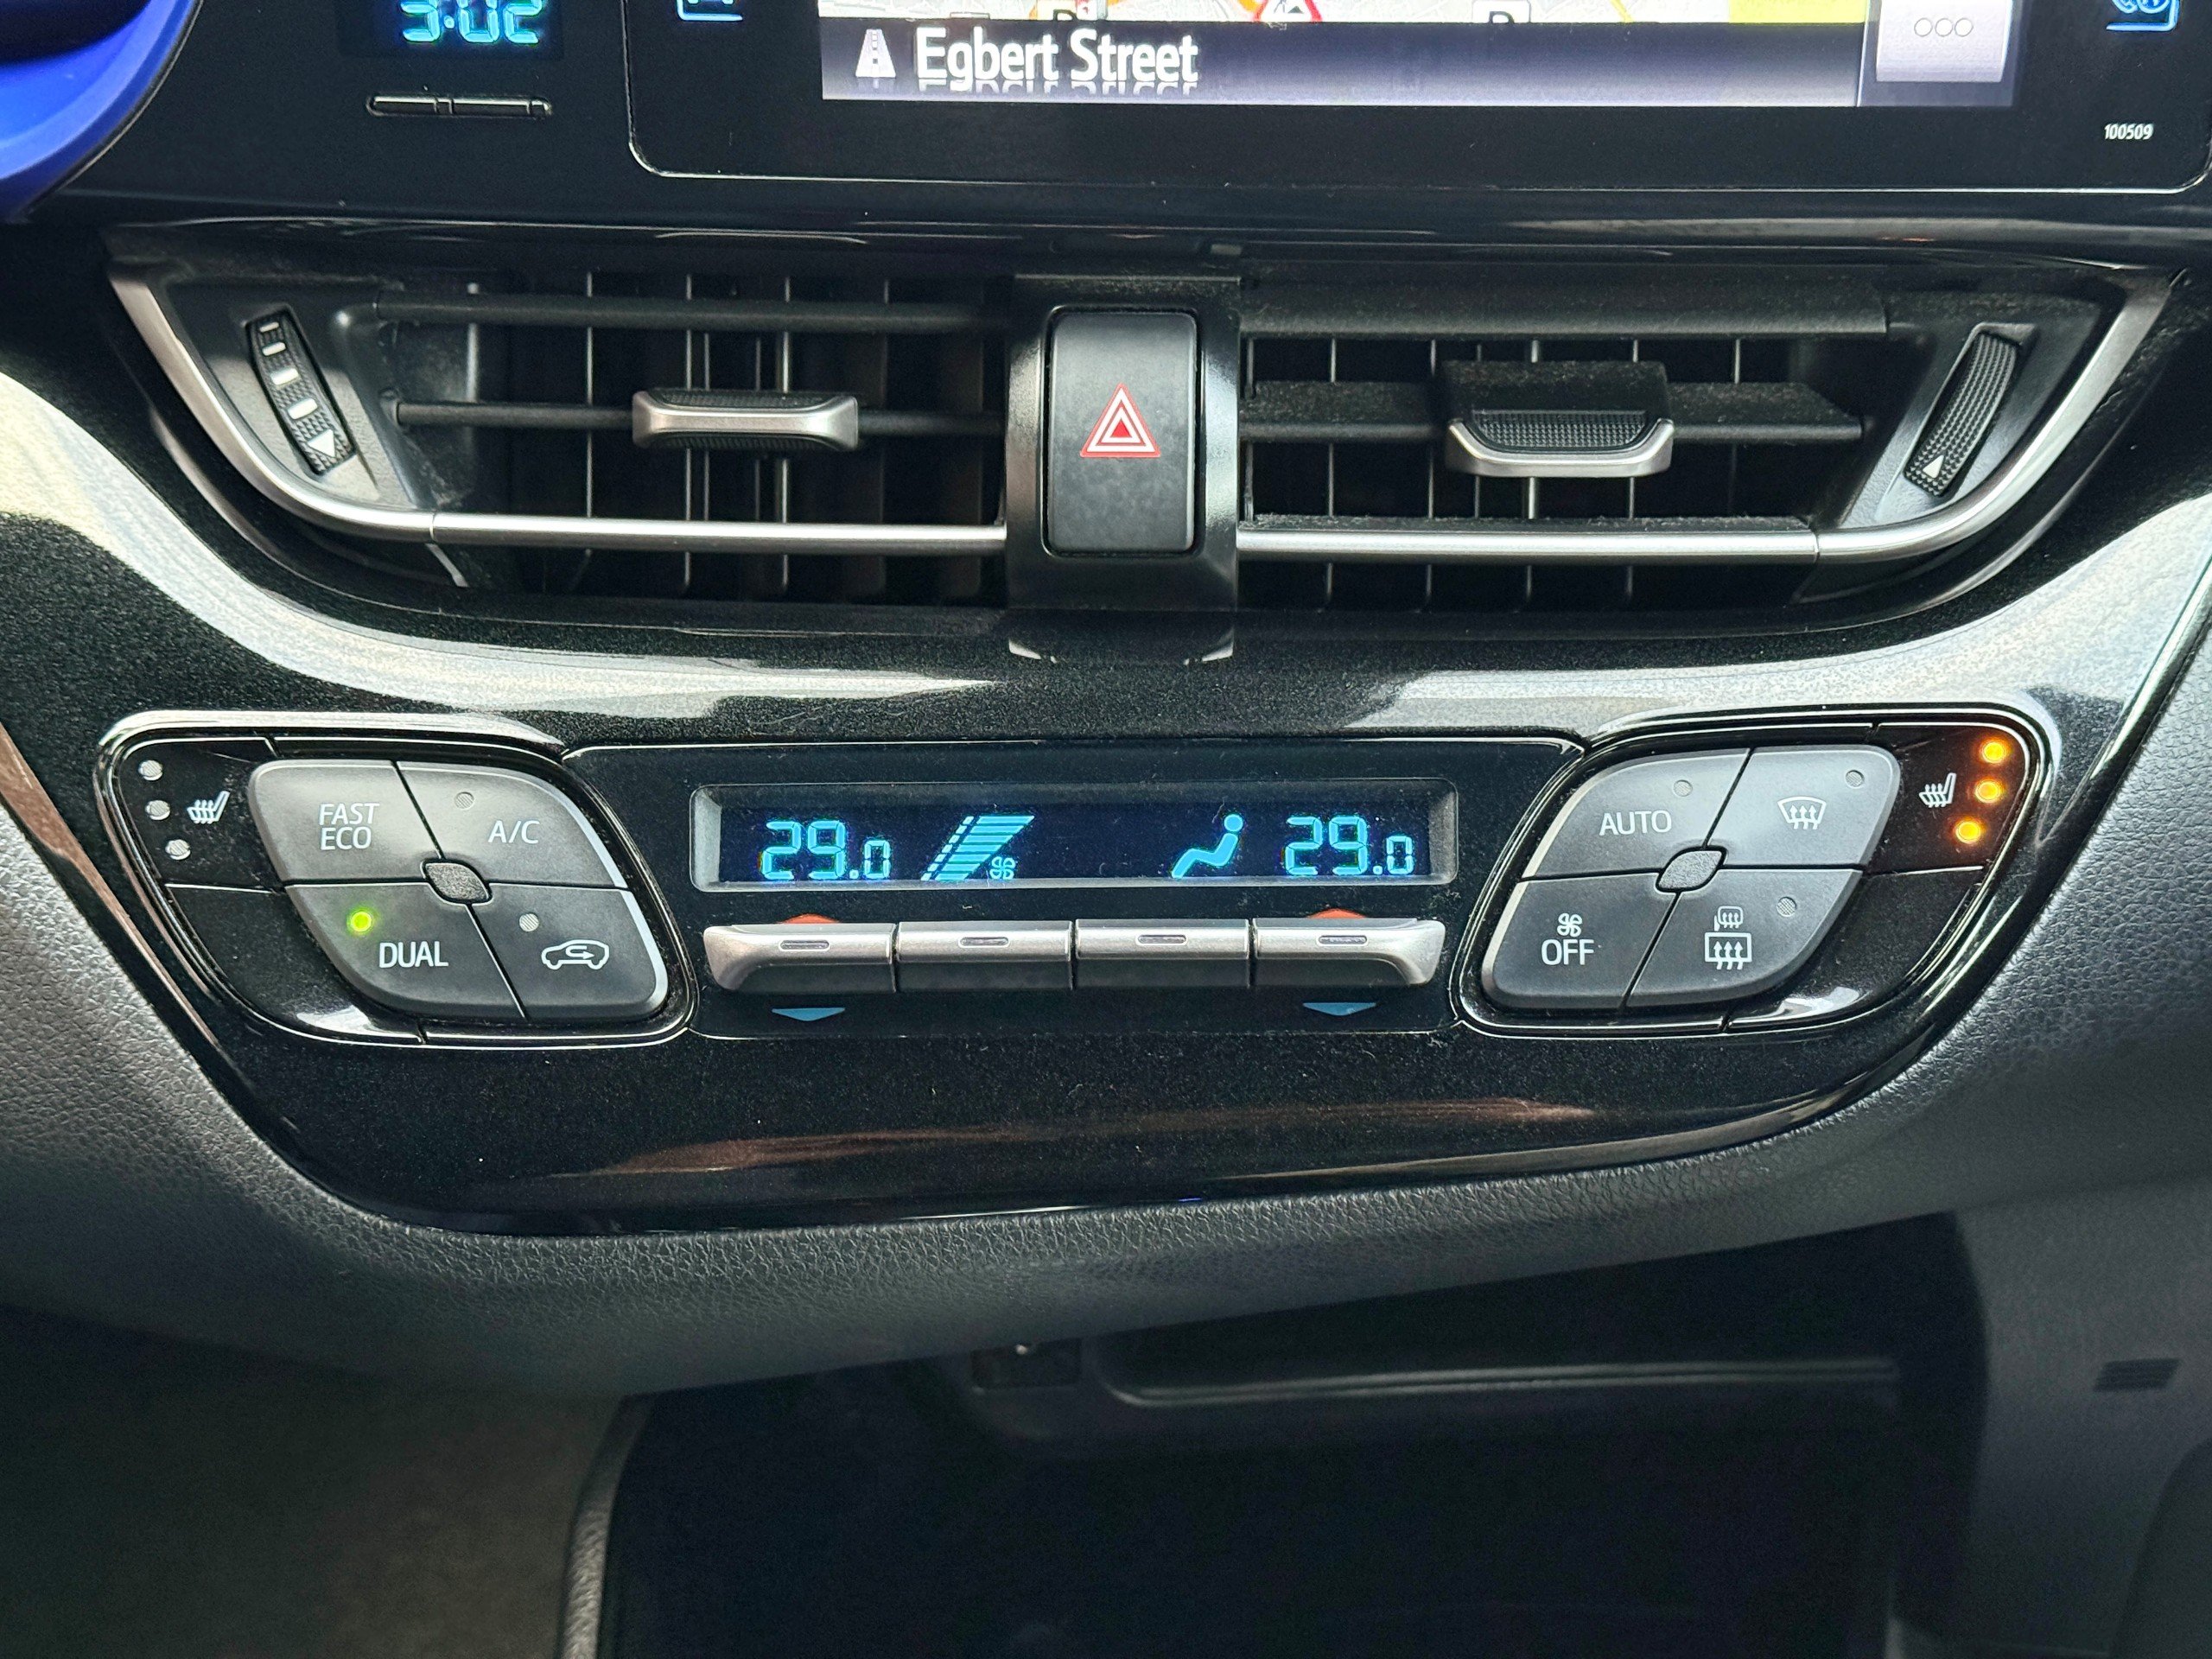 3:02
Egbert Street
100509
29.0
29.0
FAST
ECO
A/C
DUAL
AUTO
OFF